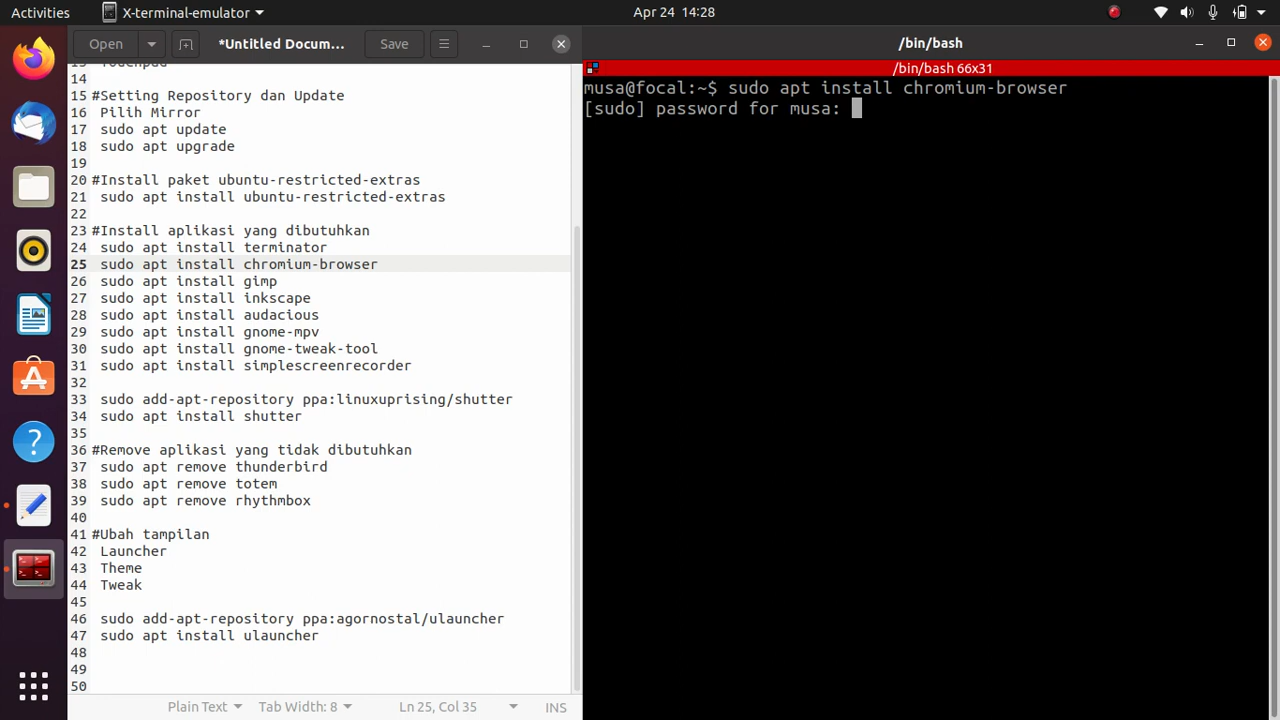 Activities
X-terminal-emulator
Apr 24 14:28
Open
*Untitled Docum...
Save
/bin/bash
/bin/bash 66x31
13 Touchpad
14
15 #Setting Repository dan Update
16 Pilih Mirror
17 sudo apt update
18 sudo apt upgrade
19
20 #Install paket ubuntu-restricted-extras
21 sudo apt install ubuntu-restricted-extras
22
23 #Install aplikasi yang dibutuhkan
24 sudo apt install terminator
25 sudo apt install chromium-browser
26 sudo apt install gimp
27 sudo apt install inkscape
28 sudo apt install audacious
29 sudo apt install gnome-mpv
30 sudo apt install gnome-tweak-tool
31 sudo apt install simplescreenrecorder
32
33 sudo add-apt-repository ppa:linuxuprising/shutter
34 sudo apt install shutter
35
36 #Remove aplikasi yang tidak dibutuhkan
37 sudo apt remove thunderbird
38 sudo apt remove totem
39 sudo apt remove rhythmbox
40
41 #Ubah tampilan
42 Launcher
43 Theme
44 Tweak
45
46 sudo add-apt-repository ppa:agornostal/ulauncher
47 sudo apt install ulauncher
48
49
50
Plain Text
Tab Width: 8
Ln 25, Col 35
INS
musa@focal:~$ sudo apt install chromium-browser
[sudo] password for musa: